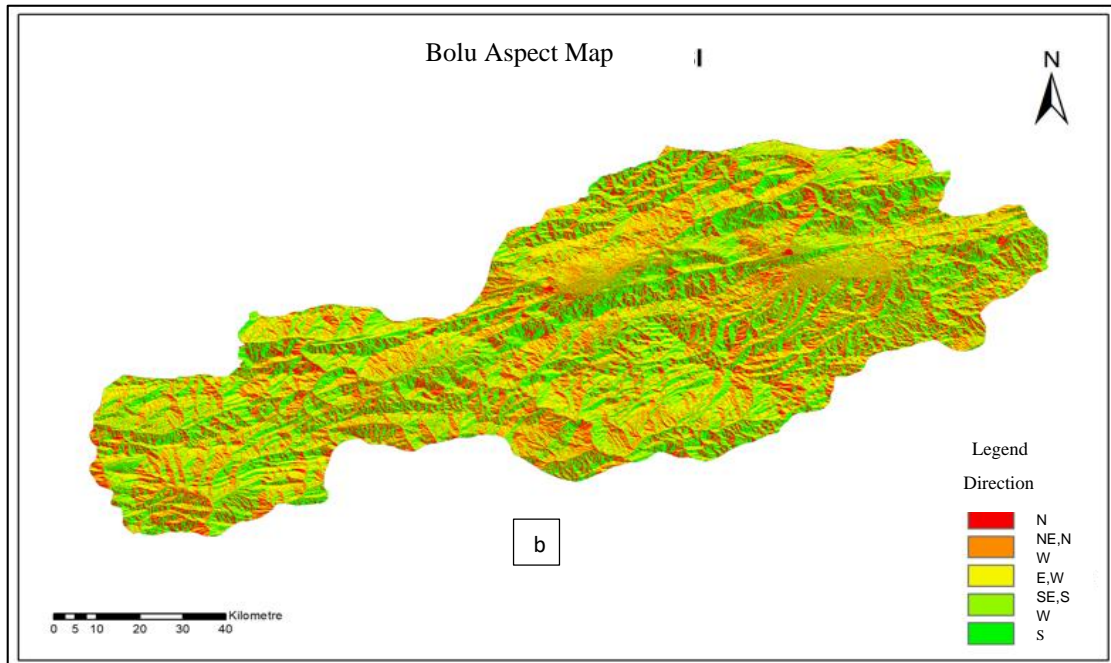 Bolu Aspect Map
N
Legend
Direction
N
NE,N
W
E,W
SE,S
W
S
b
Kilometre
0 5 10 20 30 40